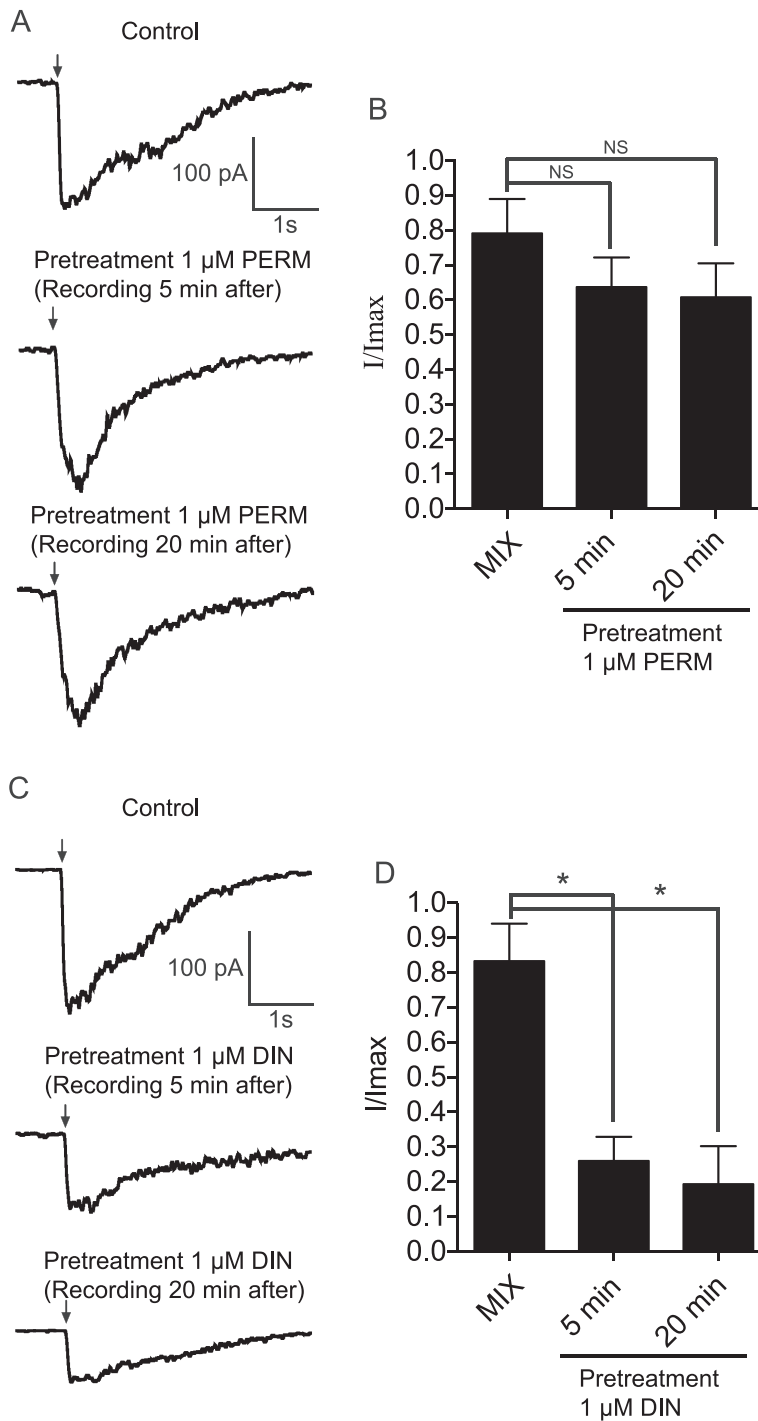 A
Control
100 pA
1s
Pretreatment 1 µM PERM
(Recording 5 min after)
Pretreatment 1 µM PERM
(Recording 20 min after)
B
NS
NS
1.0
0.9
0.8
0.7
0.6
0.5
0.4
0.3
0.2
0.1
0.0
I/Imax
MIX
5 min
20 min
Pretreatment
1 µM PERM
C
Control
100 pA
1s
Pretreatment 1 µM DIN
(Recording 5 min after)
Pretreatment 1 µM DIN
(Recording 20 min after)
D
*
*
1.0
0.9
0.8
0.7
0.6
0.5
0.4
0.3
0.2
0.1
0.0
I/Imax
MIX
5 min
20 min
Pretreatment
1 µM DIN